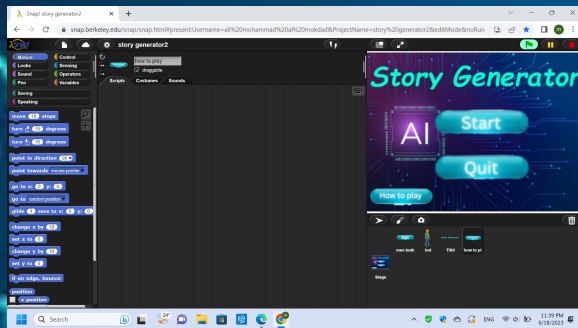 Snap! story generator2
snap.berkeley.edu/snap/snap.html#present:Username=ali%20mohammad%20al%20mokdad&ProjectName=story%20generator2&editMode&noRun
story generator2
Motion
Control
Looks
Sensing
Sound
Operators
Pen
Variables
Seeing
Speaking
how to play
draggable
Scripts Costumes Sounds
move 10 steps
turn 15 degrees
turn 15 degrees
point in direction 90
point towards mouse-pointer
go to x: 0 y: 0
go to random position
glide 1 secs to x: 0 y: 0
change x by 10
set x to 0
change y by 10
set y to 0
if on edge, bounce
position
x position
Story Generator
AI
Start
Quit
How to play
bot
Title
how to pl
Stage
Search
24°
ENG
11:39 PM
6/18/2023